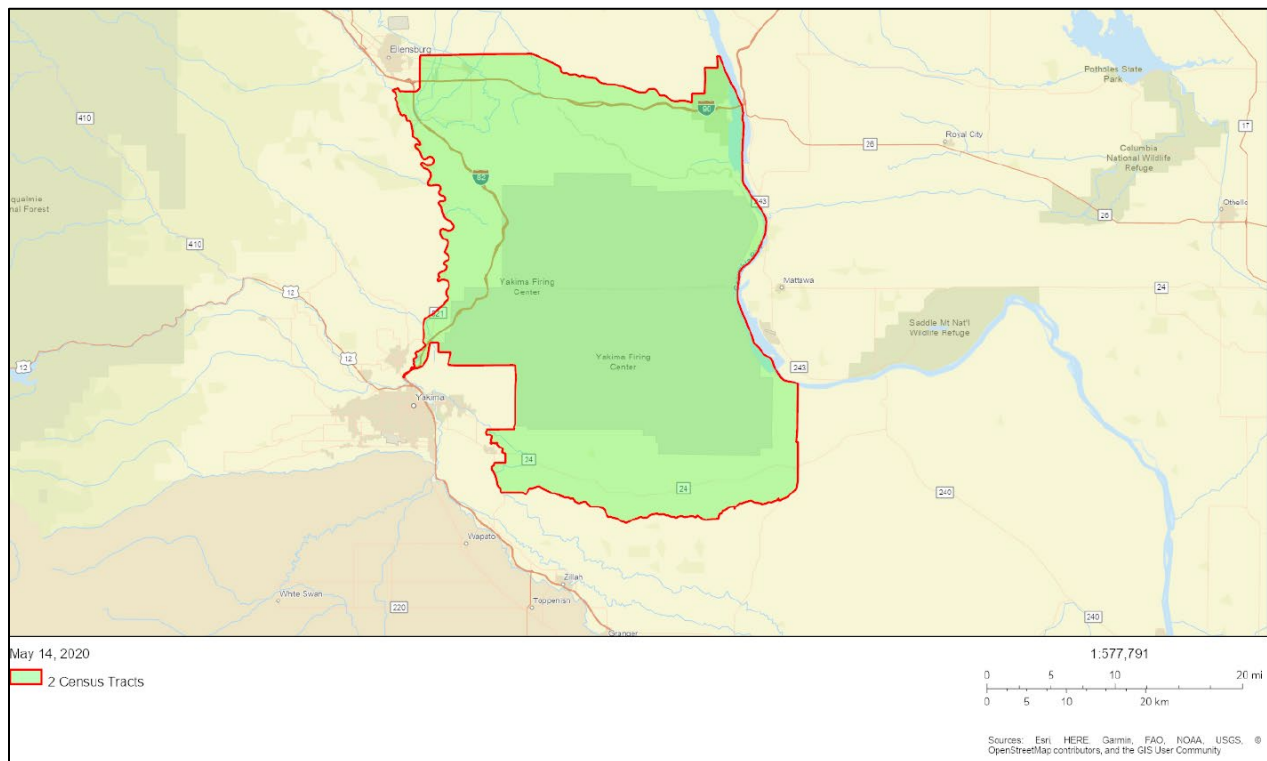 Ellensburg
Potholes State
Park
410
90
17
26
Royal City
Columbia
National Wildlife
Refuge
82
qualmie
nal Forest
243
26
Othello
410
12
Yakima Firing
Center
Mattawa
24
821
Saddle Mt Nat'l
Wildlife Refuge
12
12
Yakima Firing
Center
243
Yakima
24
24
240
Wapato
Zillah
White Swan
220
Toppenish
240
Granger
May 14, 2020
2 Census Tracts
1:577,791
0 5 10 20 mi
0 5 10 20 km
Sources: Esri, HERE, Garmin, FAO, NOAA, USGS, ©
OpenStreetMap contributors, and the GIS User Community